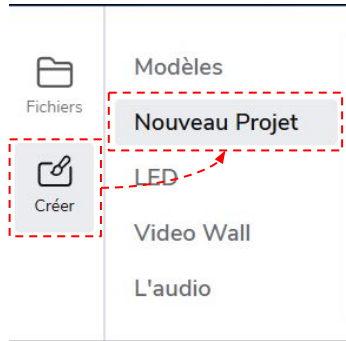 Fichiers
Créer
Modèles
Nouveau Projet
LED
Video Wall
L'audio